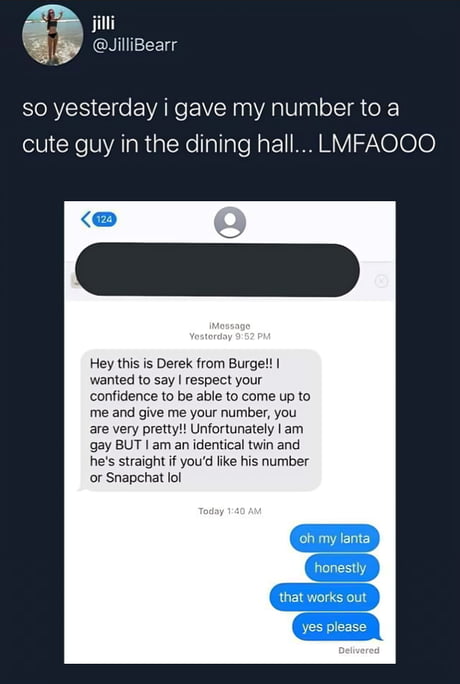 jilli
@JilliBearr
so yesterday i gave my number to a
cute guy in the dining hall... LMFAOOO
124
iMessage
Yesterday 9:52 PM
Hey this is Derek from Burge!! I
wanted to say I respect your
confidence to be able to come up to
me and give me your number, you
are very pretty!! Unfortunately I am
gay BUT I am an identical twin and
he's straight if you'd like his number
or Snapchat lol
Today 1:40 AM
oh my lanta
honestly
that works out
yes please
Delivered